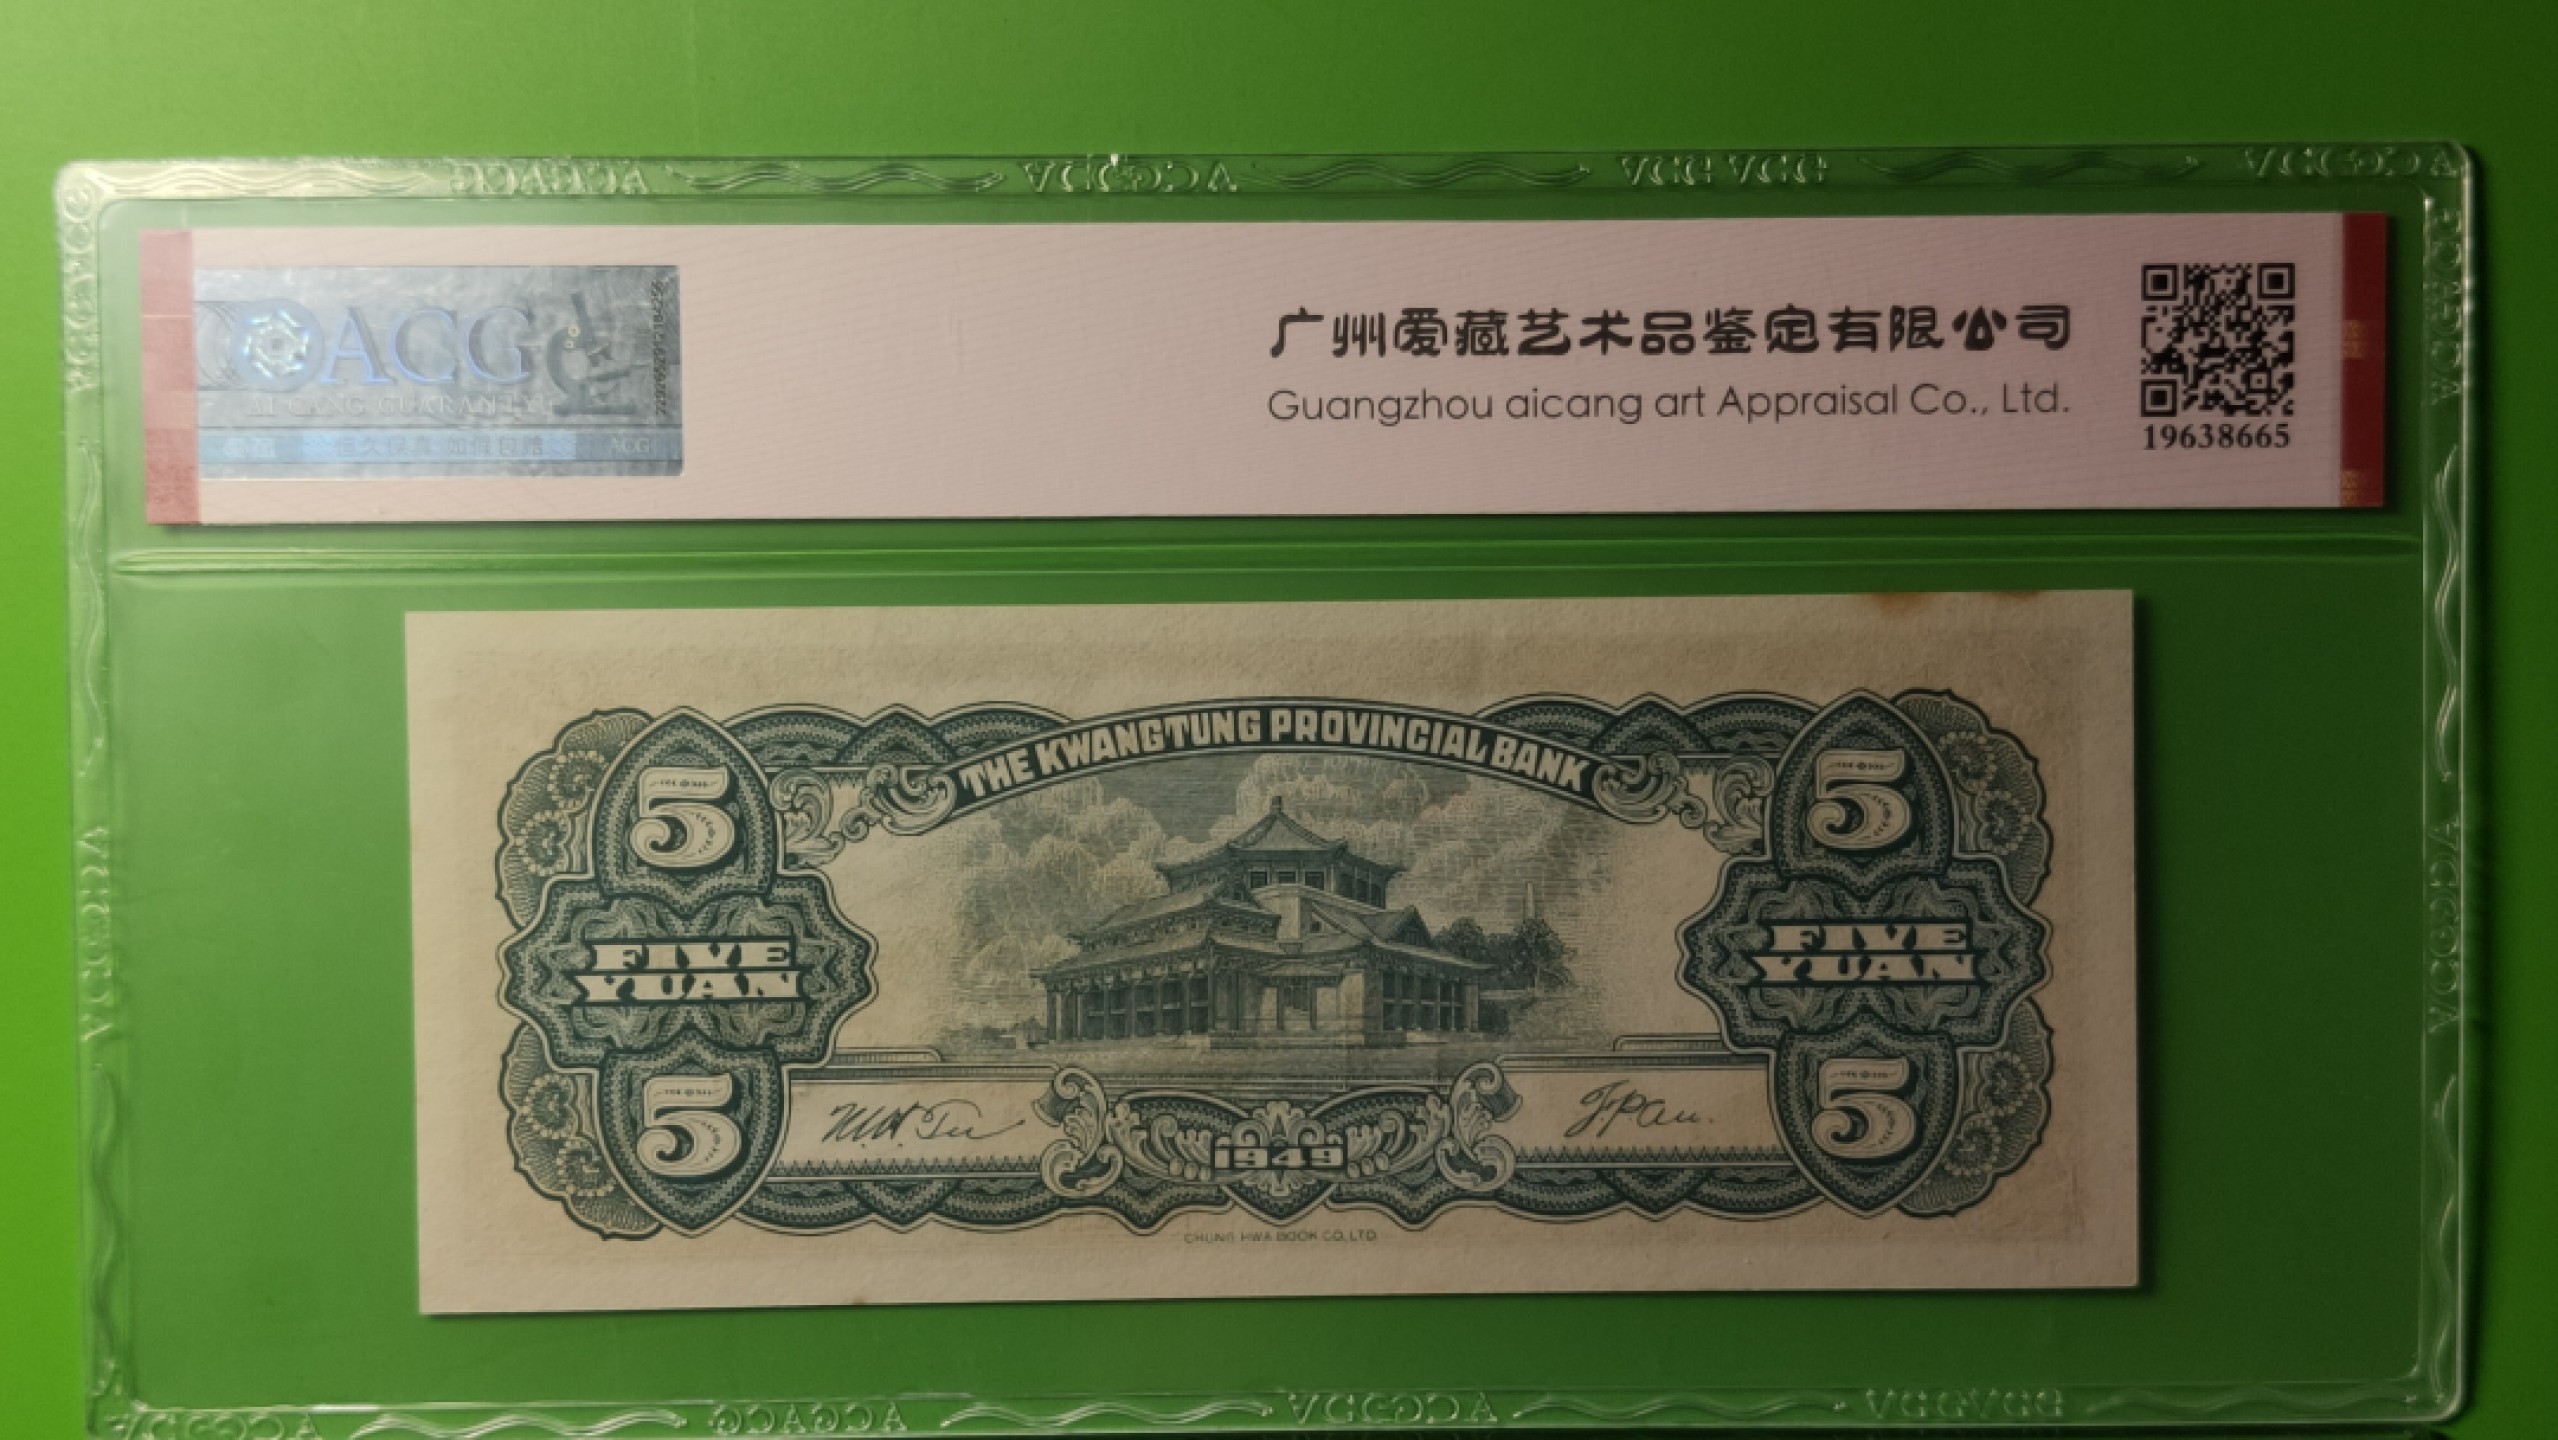 ACG
AI CANG GUARANTY
恒久保真 如假包赔
ACG
广州爱藏艺术品鉴定有限公司
Guangzhou aicang art Appraisal Co., Ltd.
19638665
THE KWANGTUNG PROVINCIAL BANK
5
5
FIVE
YUAN
FIVE
YUAN
5
5
1949
CHUNG HWA BOOK CO., LTD